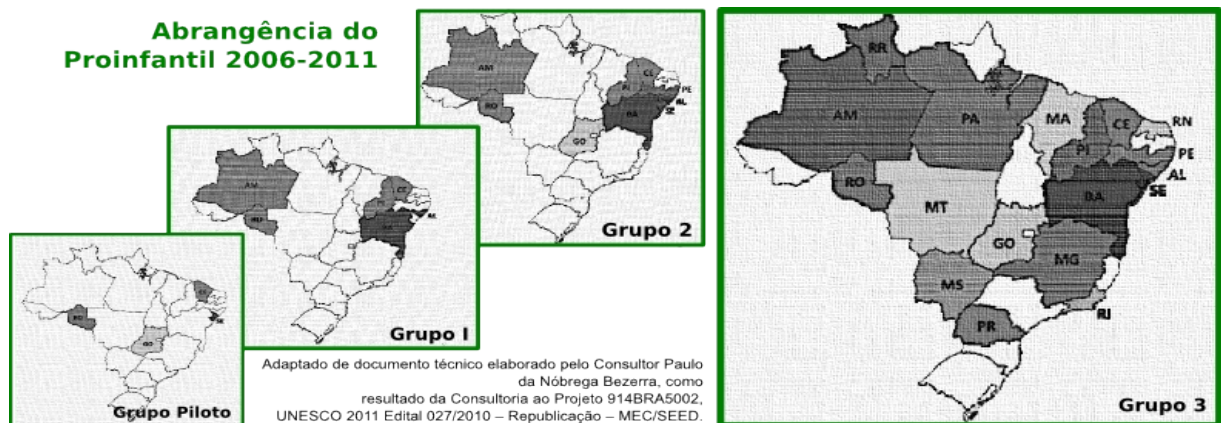 Abrangência do
Proinfantil 2006-2011
CE
RO
GO
SE
Grupo Piloto
AM
RO
CE
BA
AL
Grupo I
AM
RO
CE
PI
PE
AL
SE
BA
GO
Grupo 2
RR
AM
PA
MA
CE
RN
PI
PE
AL
SE
RO
BA
MT
GO
MG
MS
RJ
PR
Grupo 3
Adaptado de documento técnico elaborado pelo Consultor Paulo
da Nóbrega Bezerra, como
resultado da Consultoria ao Projeto 914BRA5002,
UNESCO 2011 Edital 027/2010 – Republicação – MEC/SEED.